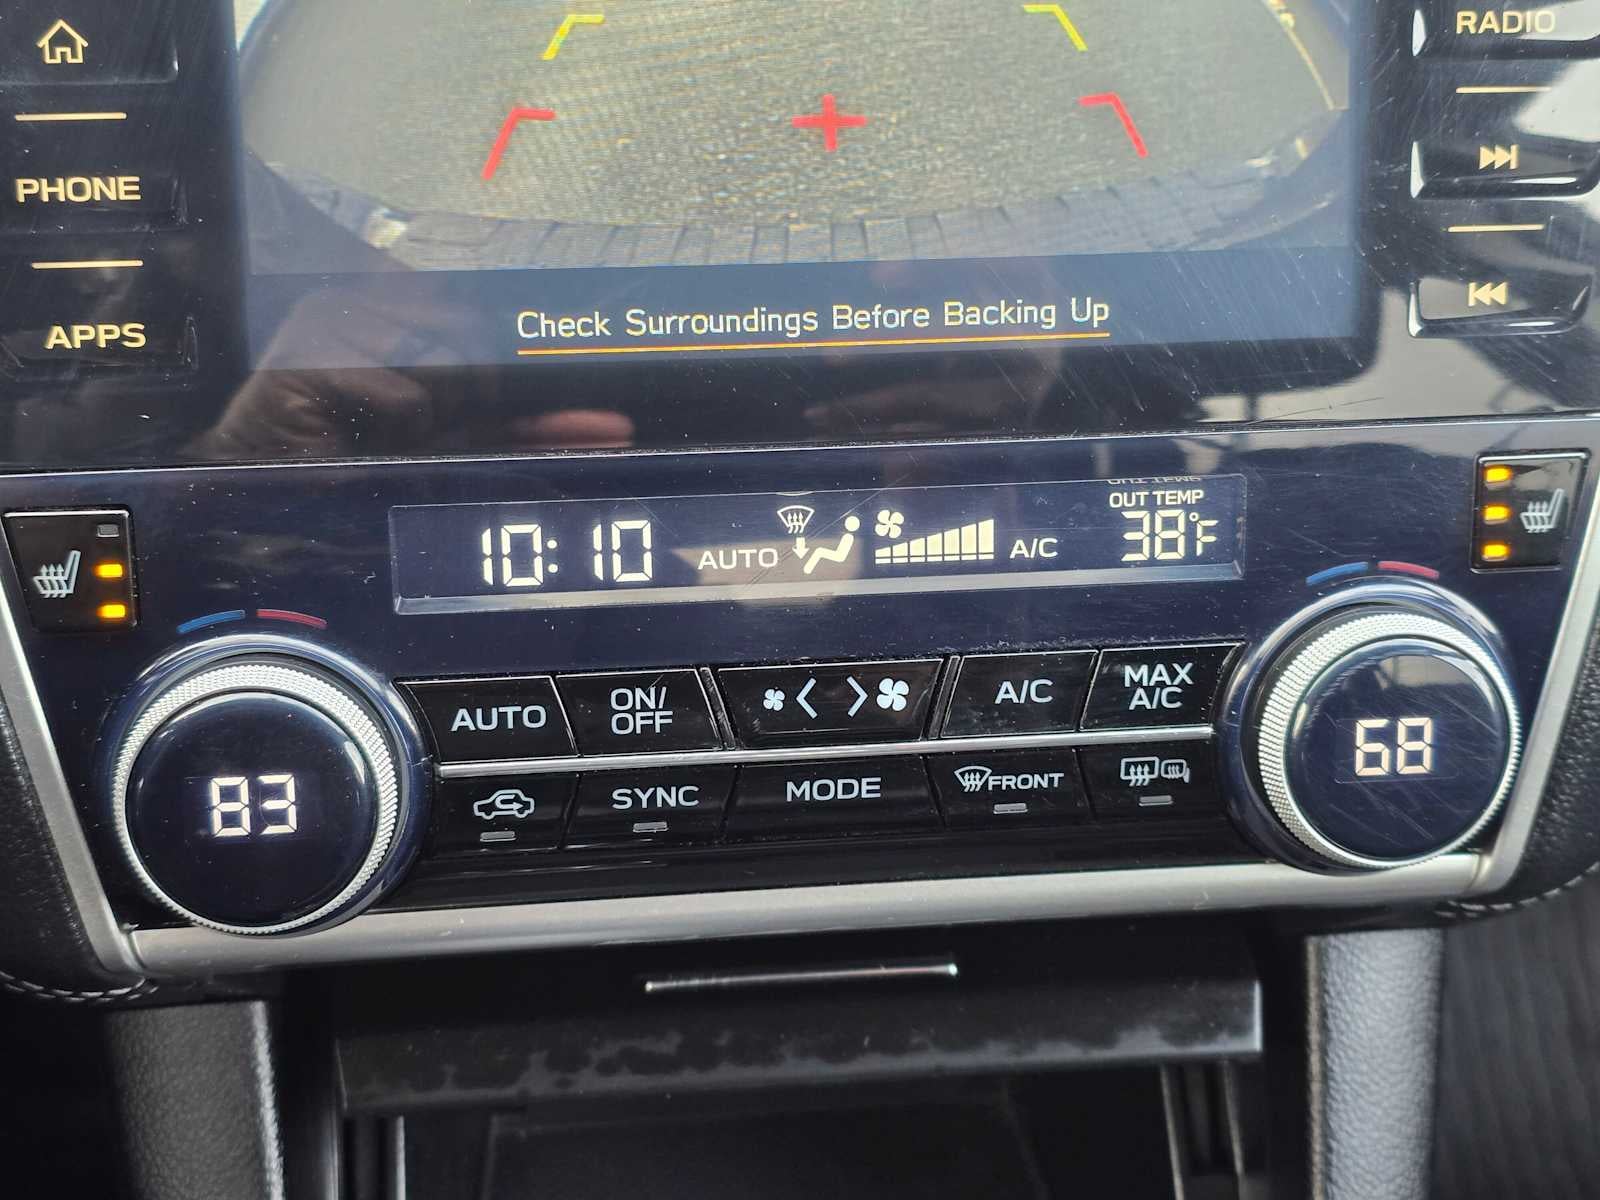 RADIO
PHONE
APPS
Check Surroundings Before Backing Up
OUT TEMP
10:10 AUTO A/C 38°F
AUTO ON/OFF A/C MAX A/C
83 68
SYNC MODE FRONT